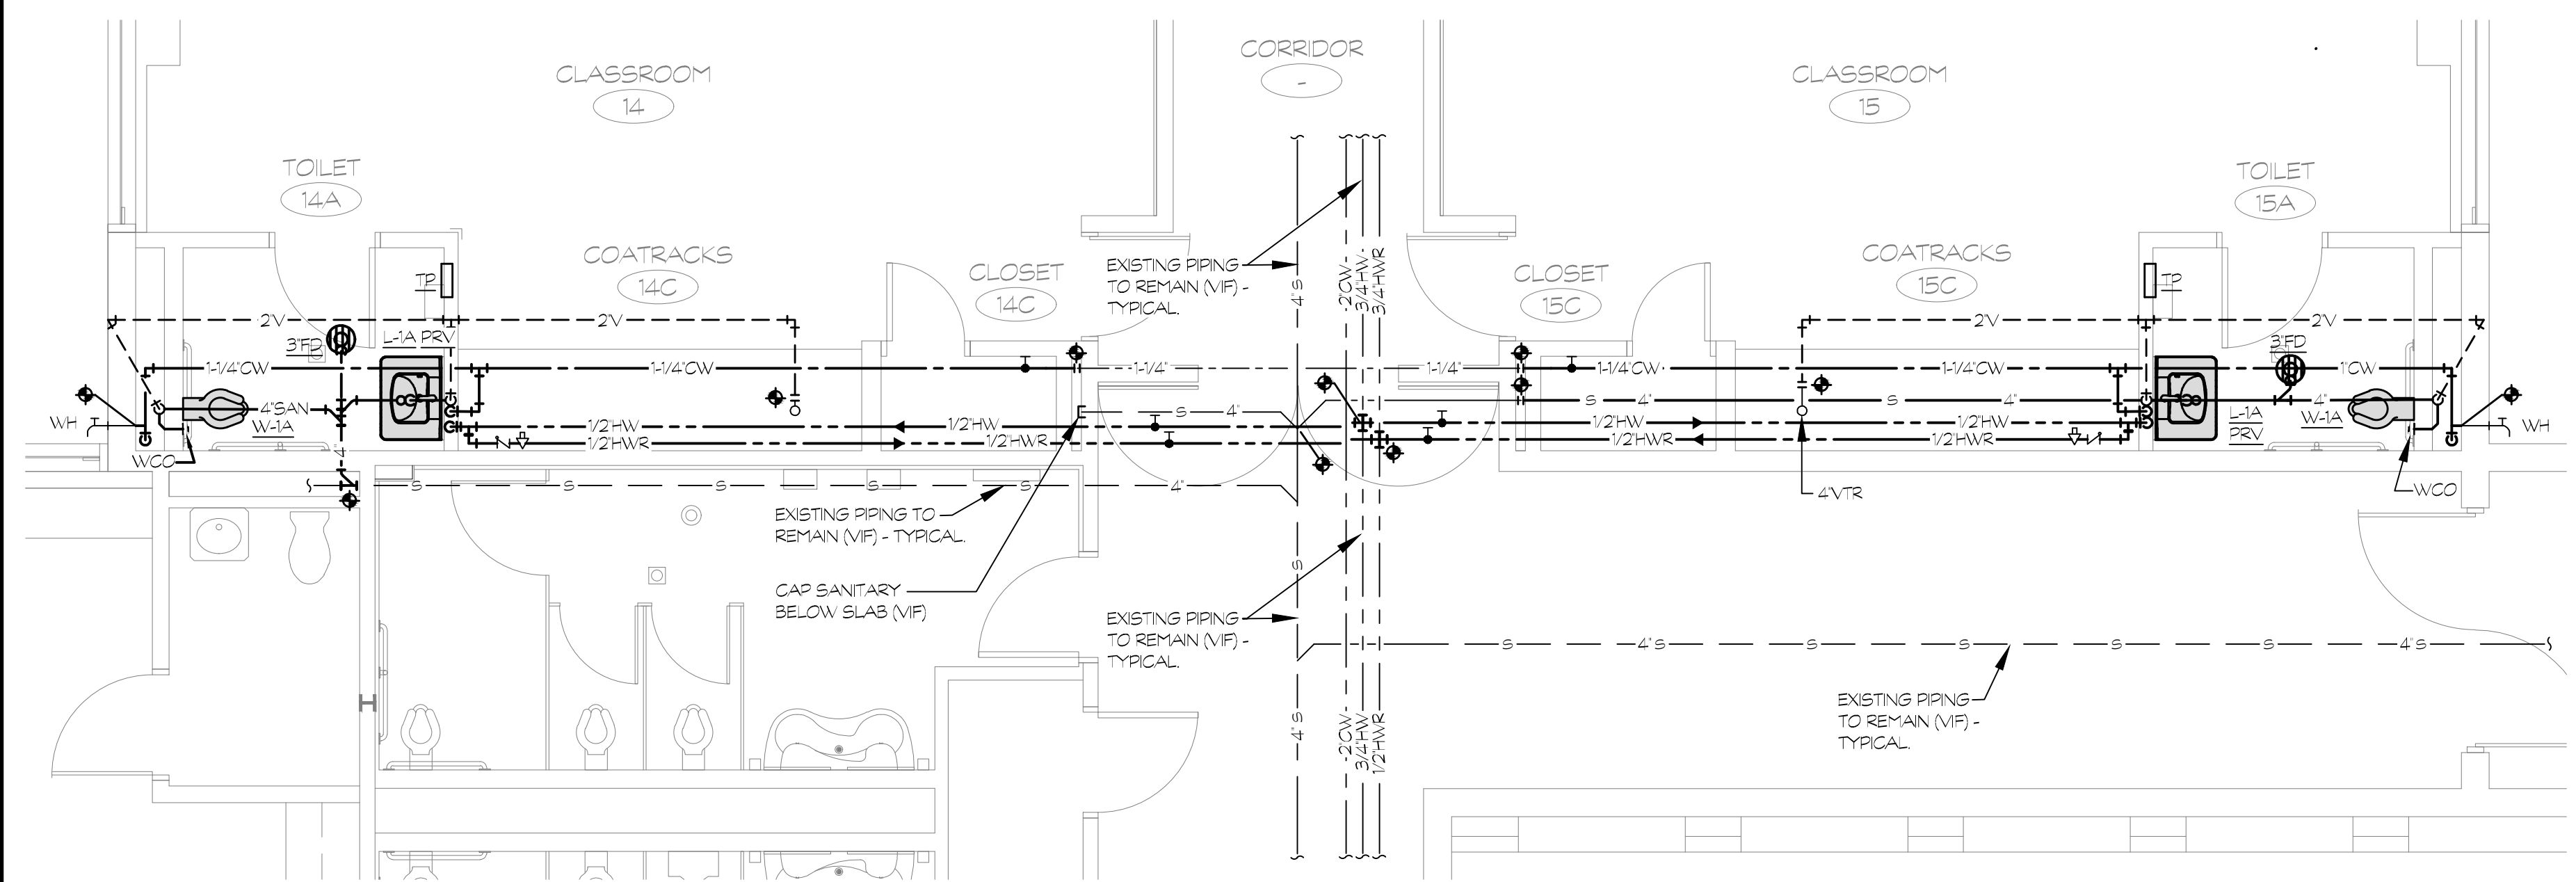 CORRIDOR
-
CLASSROOM
14
CLASSROOM
15
TOILET
14A
TOILET
15A
COATRACKS
14C
CLOSET
14C
CLOSET
15C
COATRACKS
15C
EXISTING PIPING
TO REMAIN (VIF) -
TYPICAL.
4"S
2"CW
3/4"HW
3/4"HWR
TP
TP
2"V
2"V
2"V
2"V
3"FD
L-1A PRV
3"FD
1-1/4"CW
1-1/4"CW
1-1/4"
1-1/4"
1-1/4"CW
1-1/4"CW
1"CW
4"SAN
W-1A
S
4"
S
4"
S
4"
4"
L-1A
PRV
W-1A
WH
1/2"HW
1/2"HW
1/2"HW
1/2"HW
WH
1/2"HWR
1/2"HWR
1/2"HWR
1/2"HWR
4"
WCO
S
S
S
S
S
4"
4"VTR
WCO
EXISTING PIPING TO
REMAIN (VIF) - TYPICAL.
CAP SANITARY
BELOW SLAB (VIF)
S
EXISTING PIPING
TO REMAIN (VIF) -
TYPICAL.
S
4"S
S
S
S
S
4"S
EXISTING PIPING
TO REMAIN (VIF) -
TYPICAL.
4"S
2"CW
3/4"HW
1/2"HWR